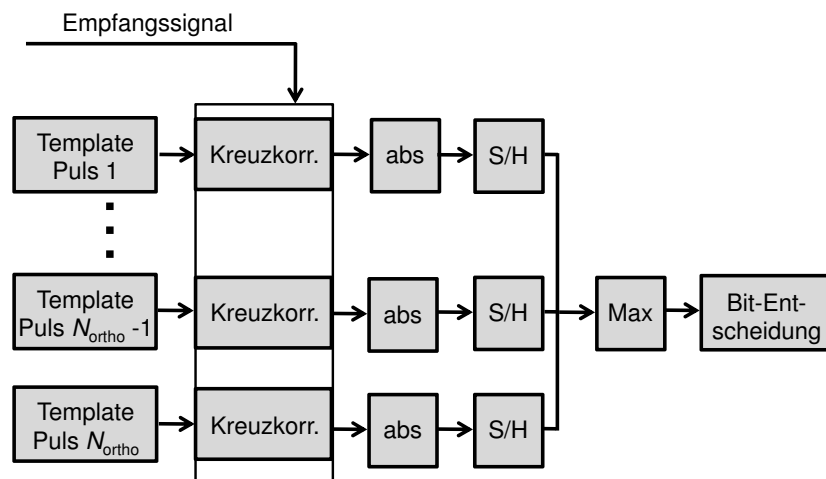 Empfangssignal
Template
Puls 1
Kreuzkorr.
abs
S/H
Template
Puls Northo -1
Kreuzkorr.
abs
S/H
Max
Bit-Ent-
scheidung
Template
Puls Northo
Kreuzkorr.
abs
S/H